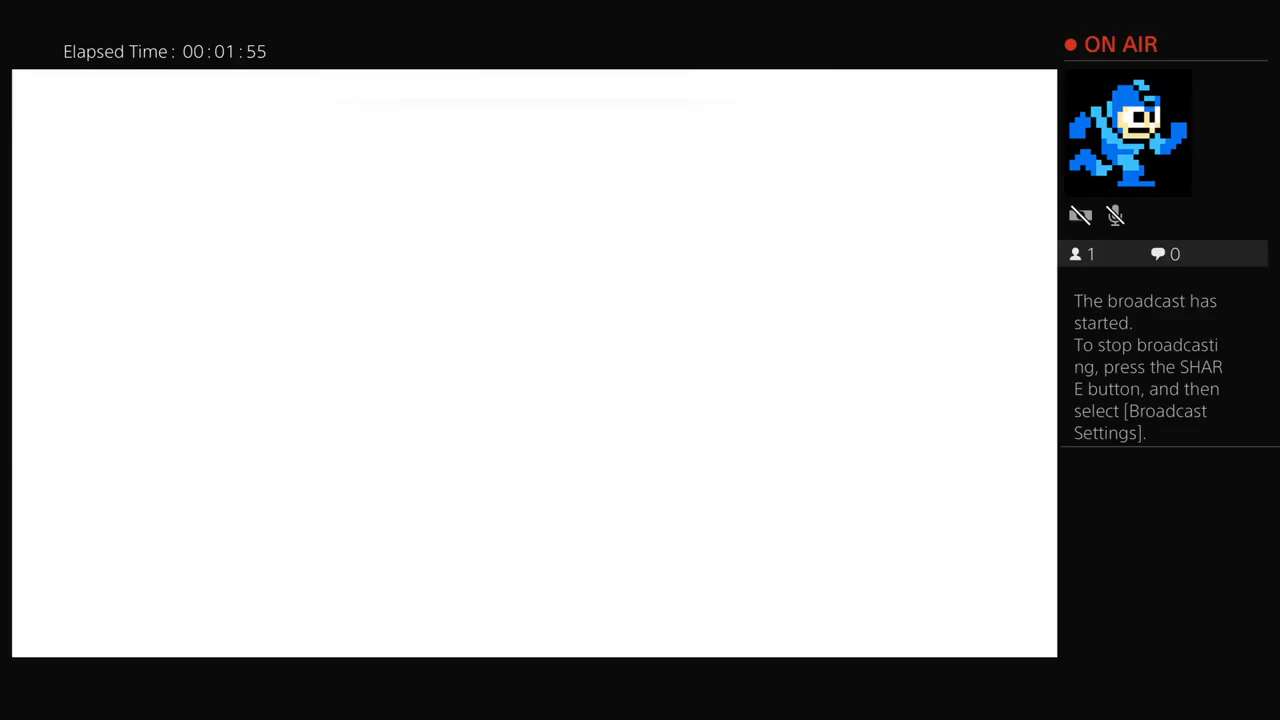 Elapsed Time: 00:01:55
ON AIR
1 0
The broadcast has
started.
To stop broadcasti
ng, press the SHAR
E button, and then
select [Broadcast
Settings].